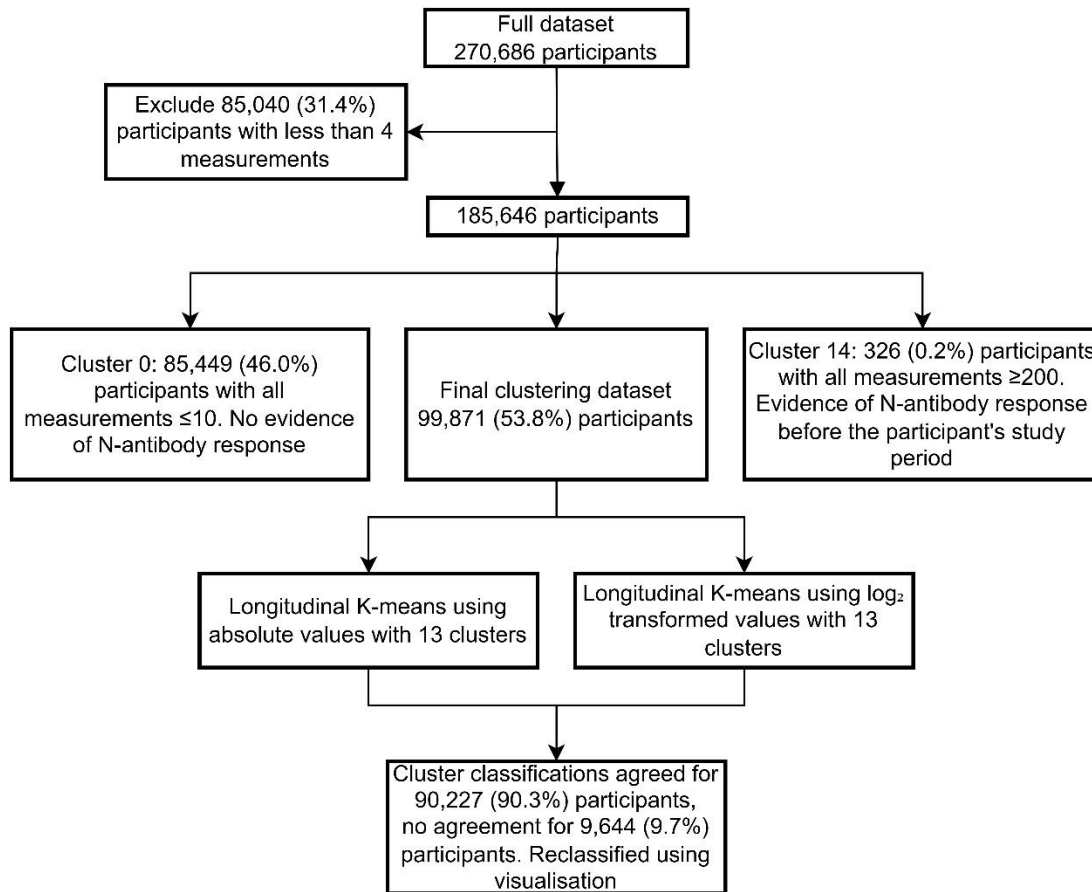 Full dataset
270,686 participants
Exclude 85,040 (31.4%)
participants with less than 4
measurements
185,646 participants
Cluster 0: 85,449 (46.0%)
participants with all
measurements ≤10. No evidence
of N-antibody response
Final clustering dataset
99,871 (53.8%) participants
Cluster 14: 326 (0.2%) participants
with all measurements ≥200.
Evidence of N-antibody response
before the participant's study
period
Longitudinal K-means using
absolute values with 13 clusters
Longitudinal K-means using log₂
transformed values with 13
clusters
Cluster classifications agreed for
90,227 (90.3%) participants,
no agreement for 9,644 (9.7%)
participants. Reclassified using
visualisation